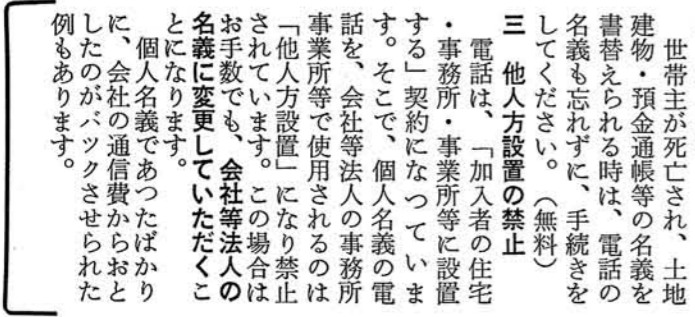 世帯主が死亡され、土地
建物・預金通帳等の名義を
書替えられる時は、電話の
名義も忘れずに、手続きを
してください。（無料）
三　他人方設置の禁止
電話は、「加入者の住宅
・事務所・事業所等に設置
する」契約になつていま
す。そこで、個人名義の電
話を、会社等法人の事務所
事業所等で使用されるのは
「他人方設置」になり禁止
されています。この場合は
お手数でも、会社等法人の
名義に変更していただくこ
とになります。
個人名義であつたばかり
に、会社の通信費からおと
したのがバックさせられた
例もあります。